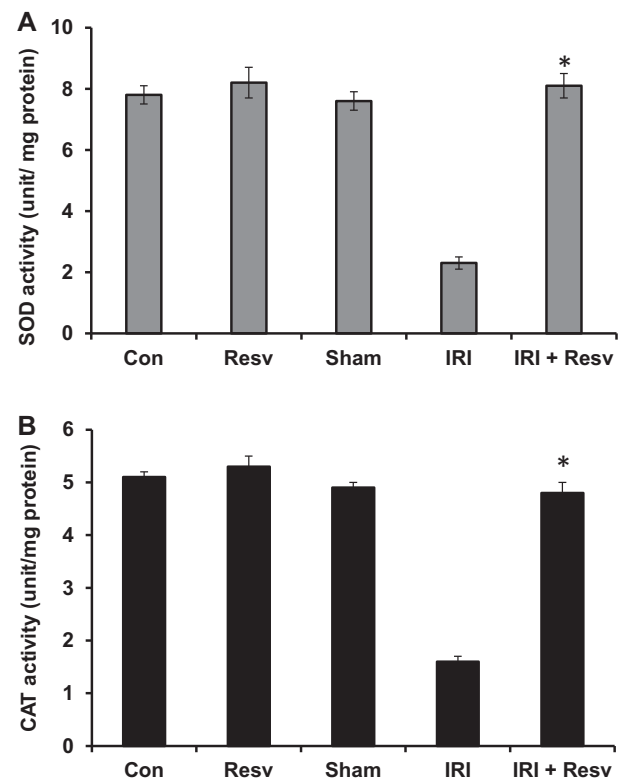 A
10
8
6
4
2
0
SOD activity (unit/ mg protein)
*
Con Resv Sham IRI IRI + Resv
B
6
5
4
3
2
1
0
CAT activity (unit/mg protein)
*
Con Resv Sham IRI IRI + Resv